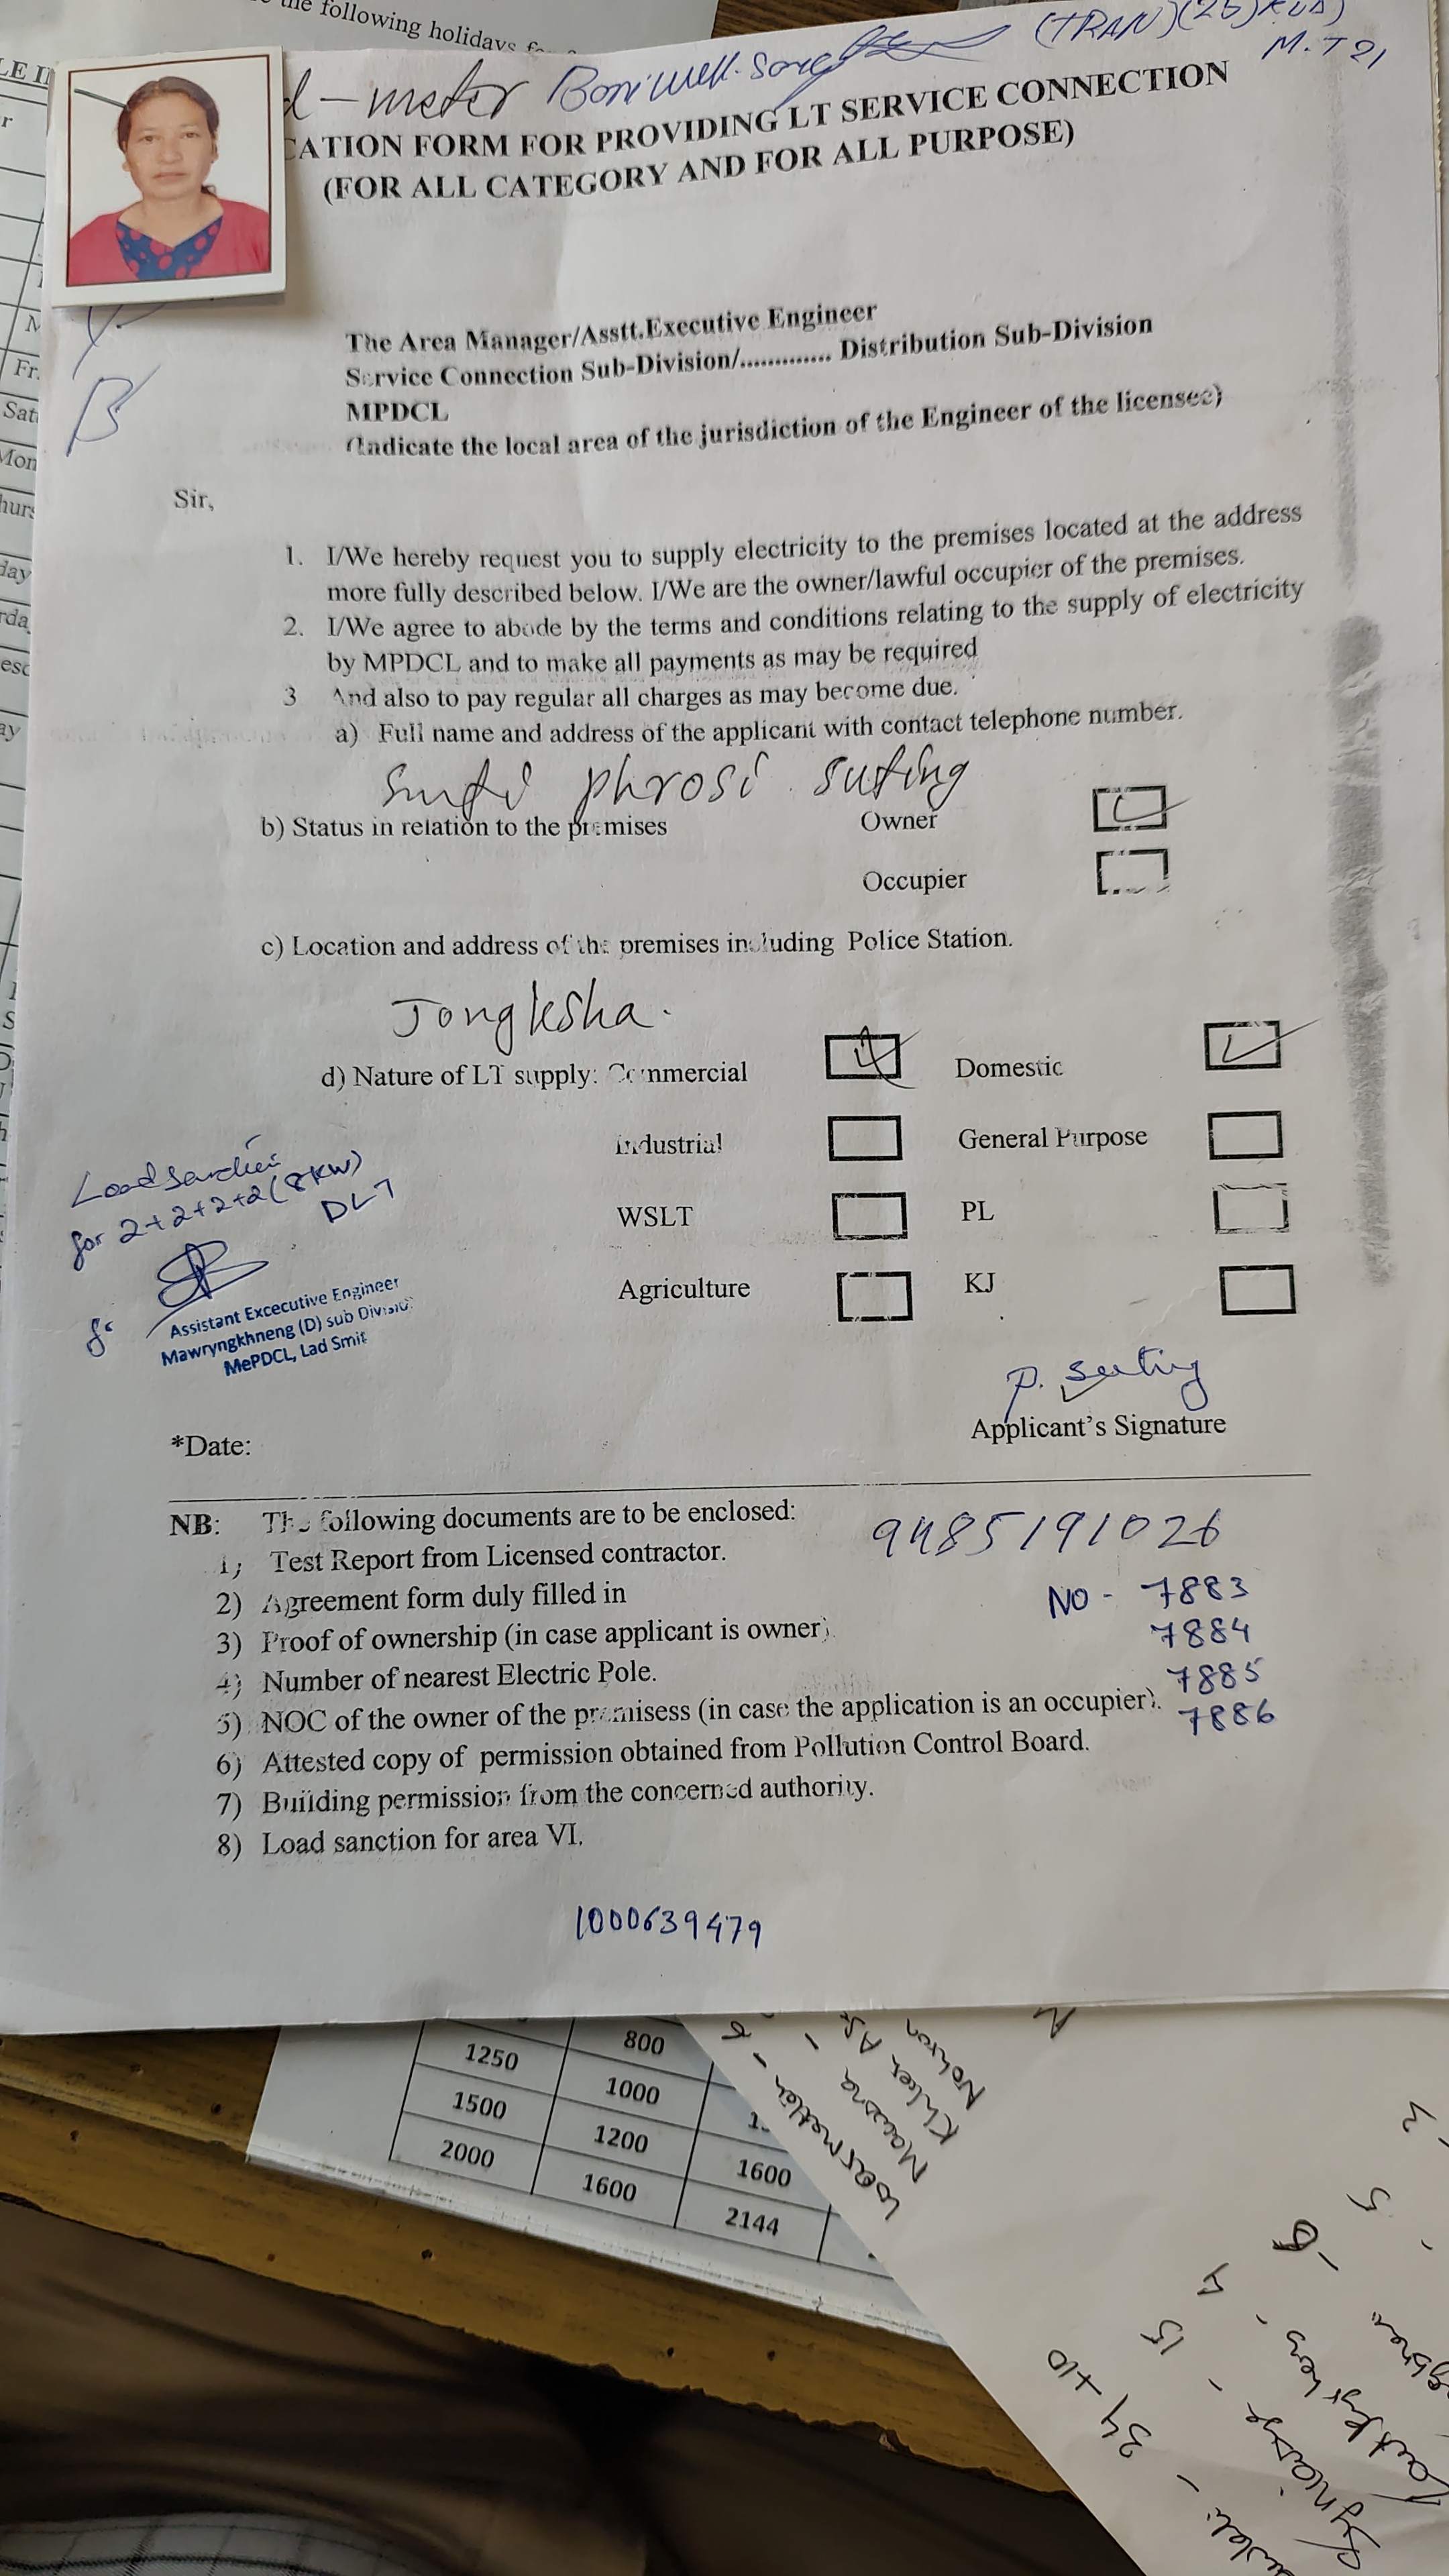 the following holidays
(TRAN)(25)
M.T 21
d-meter Boniwell.
CATION FORM FOR PROVIDING LT SERVICE CONNECTION
(FOR ALL CATEGORY AND FOR ALL PURPOSE)
The Area Manager/Asstt.Executive Engineer
Service Connection Sub-Division/............. Distribution Sub-Division
MPDCL
(Indicate the local area of the jurisdiction of the Engineer of the licensee)
Sir,
1. I/We hereby request you to supply electricity to the premises located at the address
more fully described below. I/We are the owner/lawful occupier of the premises.
2. I/We agree to abode by the terms and conditions relating to the supply of electricity
by MPDCL and to make all payments as may be required
3 And also to pay regular all charges as may become due.
a) Full name and address of the applicant with contact telephone number.
phrosi suting
b) Status in relation to the premises Owner
Occupier
c) Location and address of the premises including Police Station.
Jongksha.
d) Nature of LT supply: Commercial Domestic
Industrial General Purpose
WSLT PL
Agriculture KJ
Load sanction
for 2+2+2+2(8KW)
DLT
Assistant Excecutive Engineer
Mawryngkhneng (D) sub Division
MePDCL, Lad Smit
P. Suting
Applicant's Signature
*Date:
NB: The following documents are to be enclosed:
9485191026
1) Test Report from Licensed contractor.
2) Agreement form duly filled in
NO - 7883
3) Proof of ownership (in case applicant is owner).
7884
4) Number of nearest Electric Pole.
7885
5) NOC of the owner of the premisess (in case the application is an occupier).
7886
6) Attested copy of permission obtained from Pollution Control Board.
7) Building permission from the concerned authority.
8) Load sanction for area VI.
1000639479
800
1250 1000
1500 1200 1600
2000 1600 2144
34+10
15